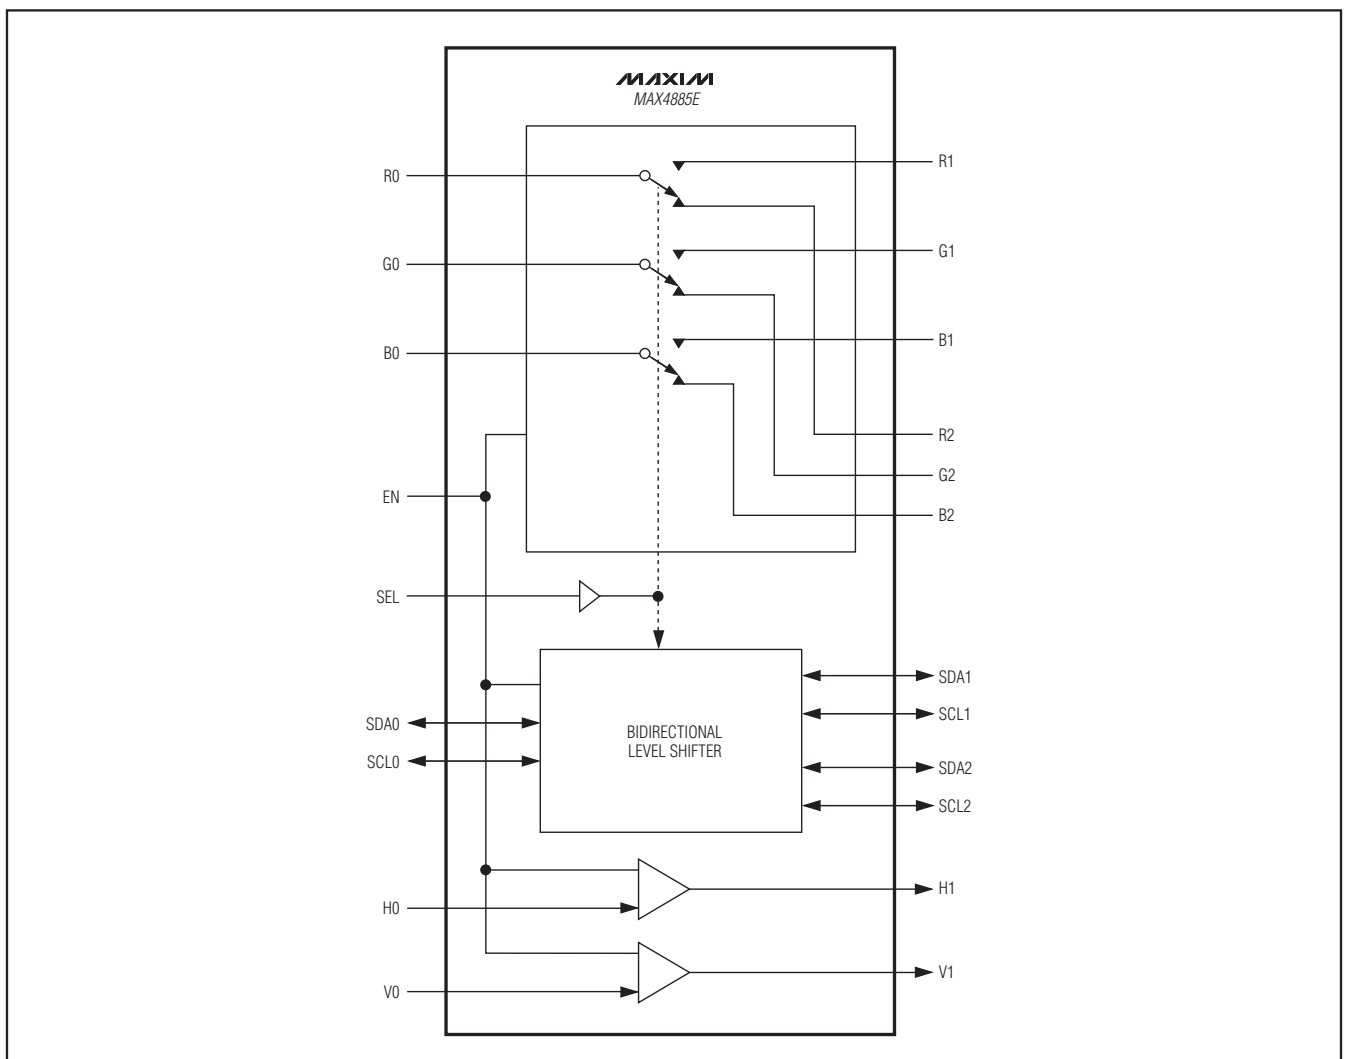 MAXIM
MAX4885E
R0
R1
G0
G1
B0
B1
R2
G2
EN
B2
SEL
SDA1
SCL1
SDA0
BIDIRECTIONAL
LEVEL SHIFTER
SCL0
SDA2
SCL2
H1
H0
V1
V0